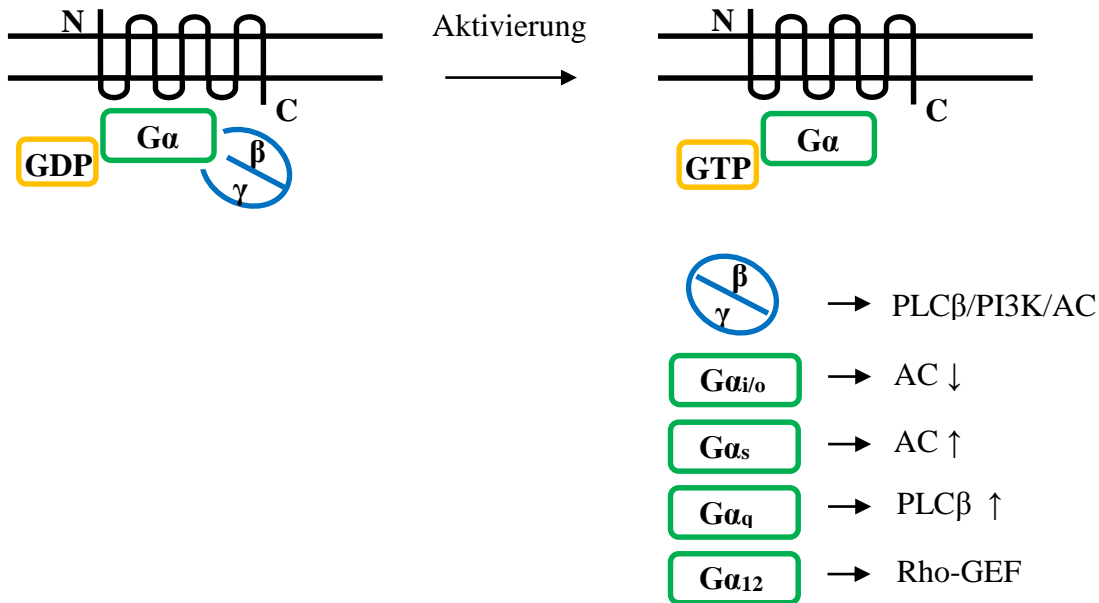 N
C
Gα
GDP
β
γ
Aktivierung
N
C
Gα
GTP
β
γ
PLCβ/PI3K/AC
Gαi/o
AC ↓
Gαs
AC ↑
Gαq
PLCβ ↑
Gα12
Rho-GEF